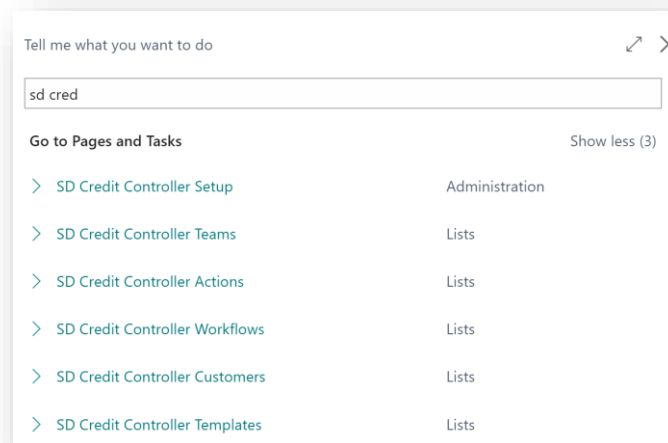 Tell me what you want to do
sd cred
Go to Pages and Tasks Show less (3)
SD Credit Controller Setup Administration
SD Credit Controller Teams Lists
SD Credit Controller Actions Lists
SD Credit Controller Workflows Lists
SD Credit Controller Customers Lists
SD Credit Controller Templates Lists